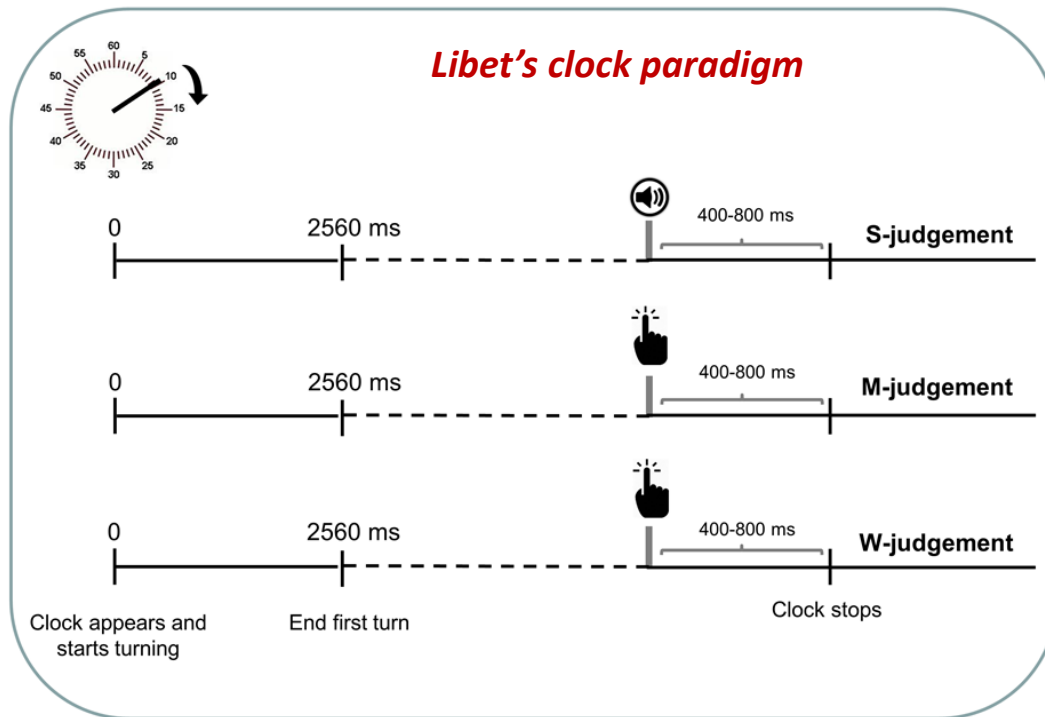 Libet's clock paradigm
60
55 5
50 10
45 15
40 20
35 25
30
400-800 ms
0 2560 ms S-judgement
400-800 ms
0 2560 ms M-judgement
400-800 ms
0 2560 ms W-judgement
Clock appears and End first turn Clock stops
starts turning